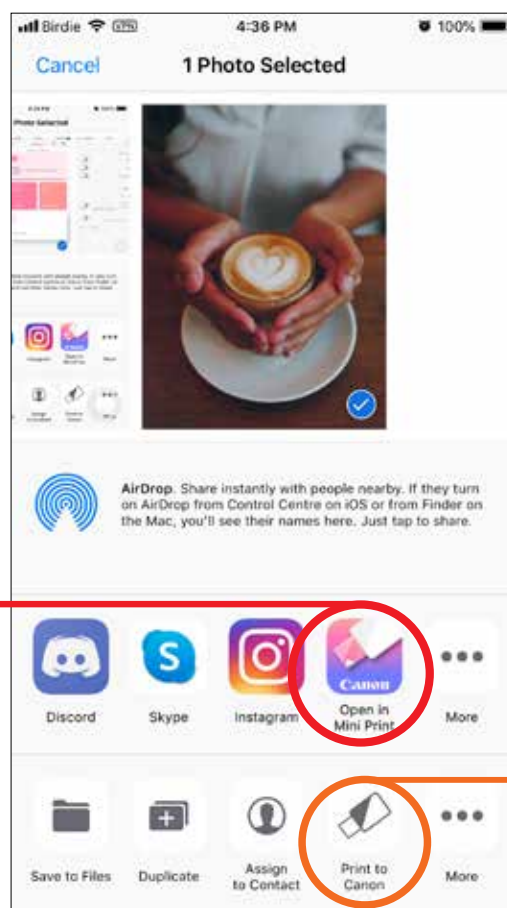 Birdie VPN 4:36 PM 100%
Cancel 1 Photo Selected
Photo Selected
AirDrop. Share instantly with people nearby. If they turn
on AirDrop from Control Centre on iOS or from Finder on
the Mac, you'll see their names here. Just tap to share.
Canon
Discord Skype Instagram Open in
Mini Print More
Save to Files Duplicate Assign
to Contact Print to
Canon More